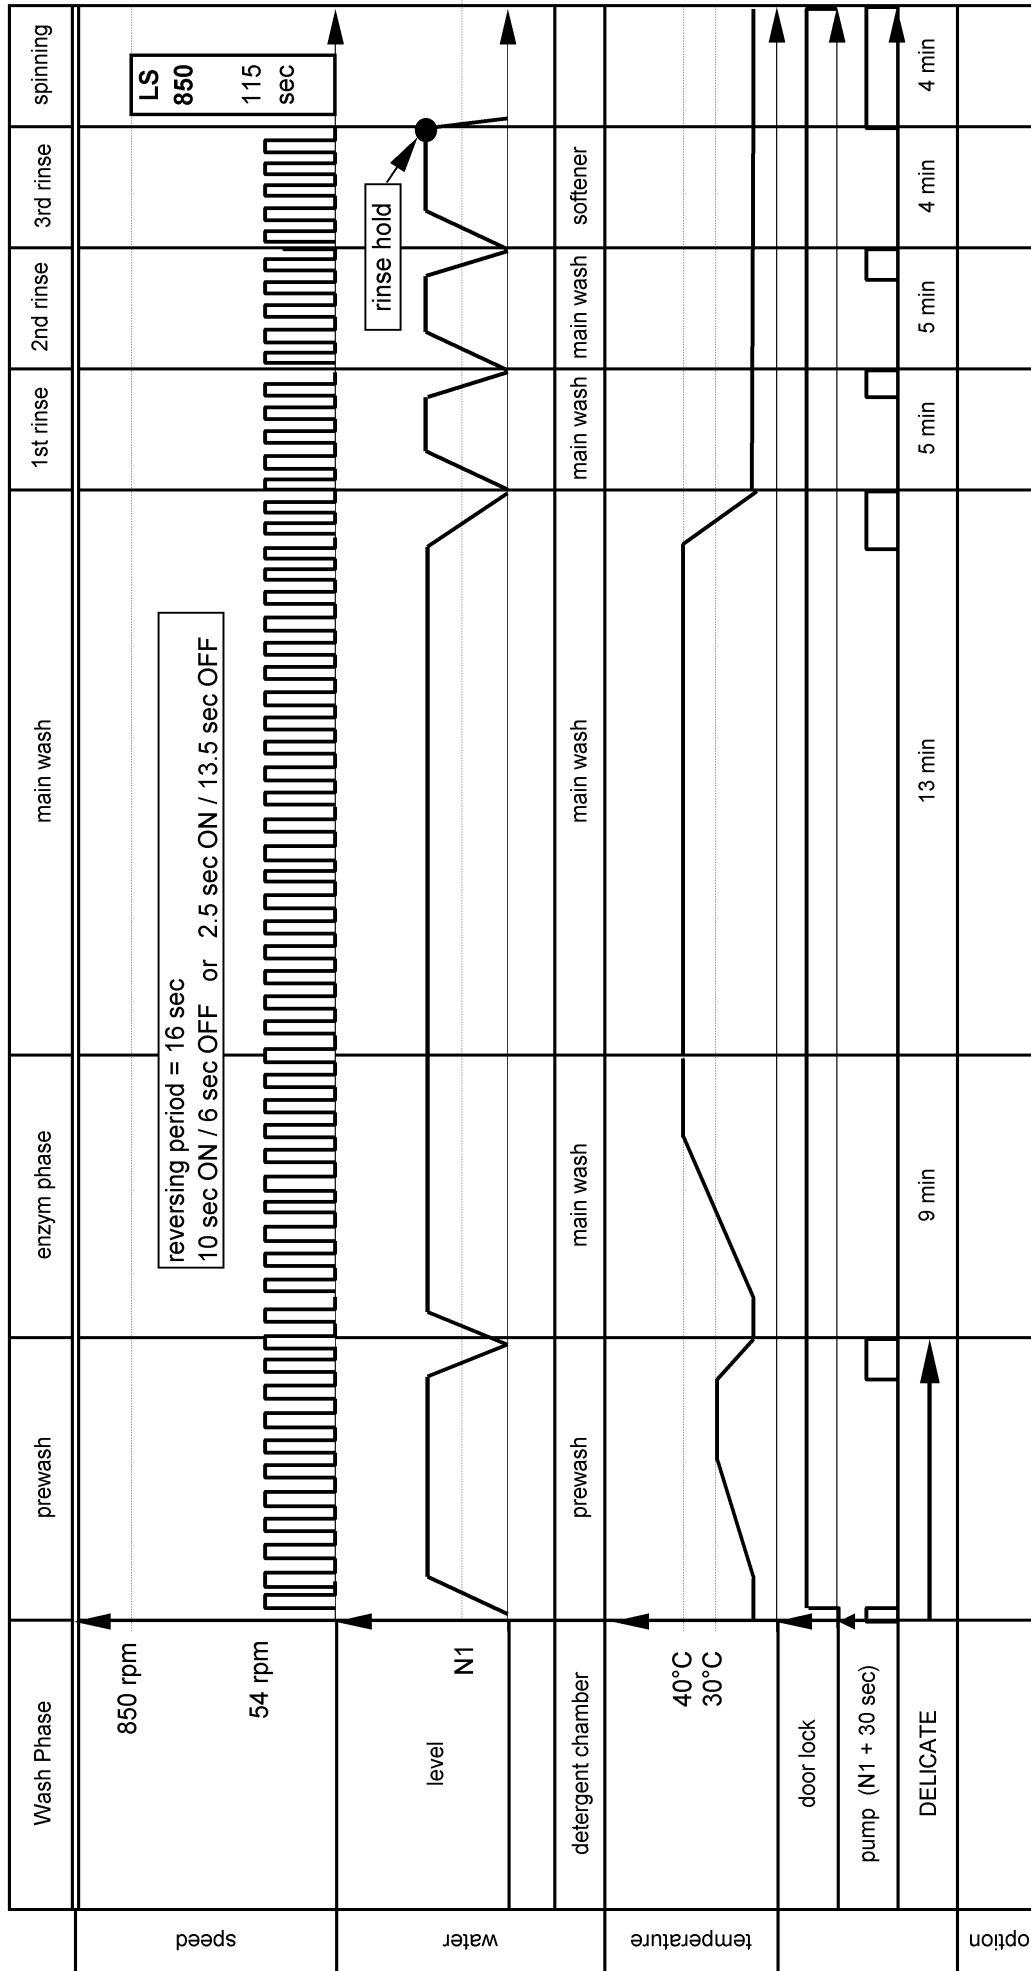 Wash Phase
prewash
enzym phase
main wash
1st rinse
2nd rinse
3rd rinse
spinning
speed
850 rpm
54 rpm
reversing period = 16 sec
10 sec ON / 6 sec OFF or 2.5 sec ON / 13.5 sec OFF
LS
850
115
sec
water
level
N1
rinse hold
detergent chamber
prewash
main wash
main wash
main wash
main wash
softener
temperature
40°C
30°C
door lock
pump (N1 + 30 sec)
DELICATE
9 min
13 min
5 min
5 min
4 min
4 min
option